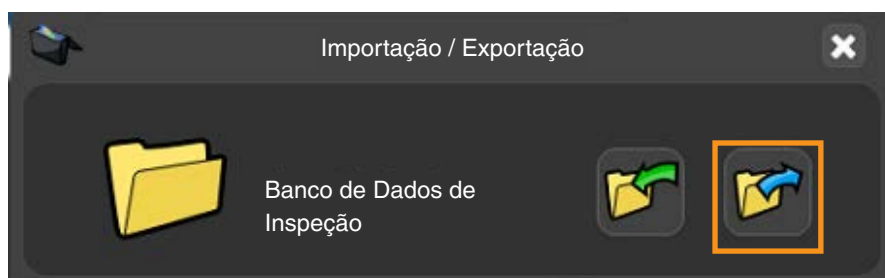 Importação / Exportação
Banco de Dados de
Inspeção